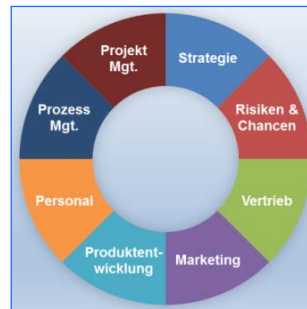 Strategie
Risiken &
Chancen
Vertrieb
Marketing
Produktent-
wicklung
Personal
Prozess
Mgt.
Projekt
Mgt.